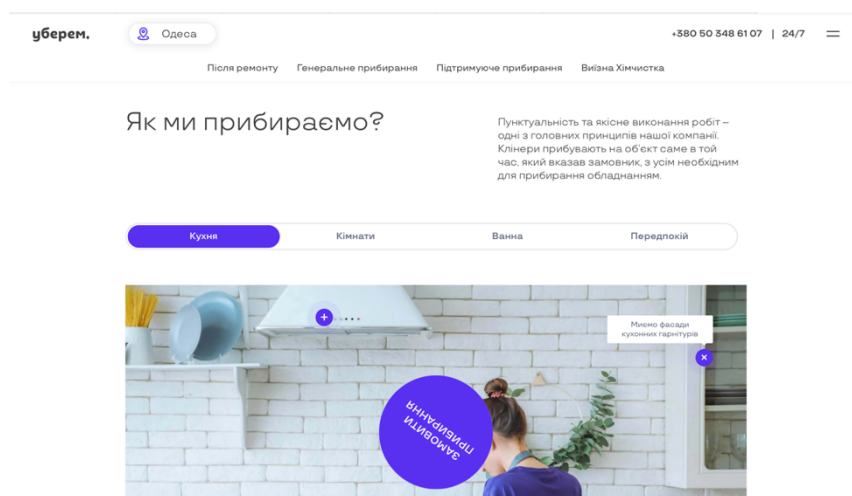 уберем.
Одеса
+380 50 348 61 07 | 24/7
Після ремонту Генеральне прибирання Підтримуюче прибирання Виїзна Хімчистка
Як ми прибираємо?
Пунктуальність та якісне виконання робіт –
одні з головних принципів нашої компанії.
Клінери прибувають на об'єкт саме в той
час, який вказав замовник, з усім необхідним
для прибирання обладнанням.
Кухня Кімнати Ванна Передпокій
Миємо фасади
кухонних гарнітурів
ЗАМОВИТИ
ПРИБИРАННЯ